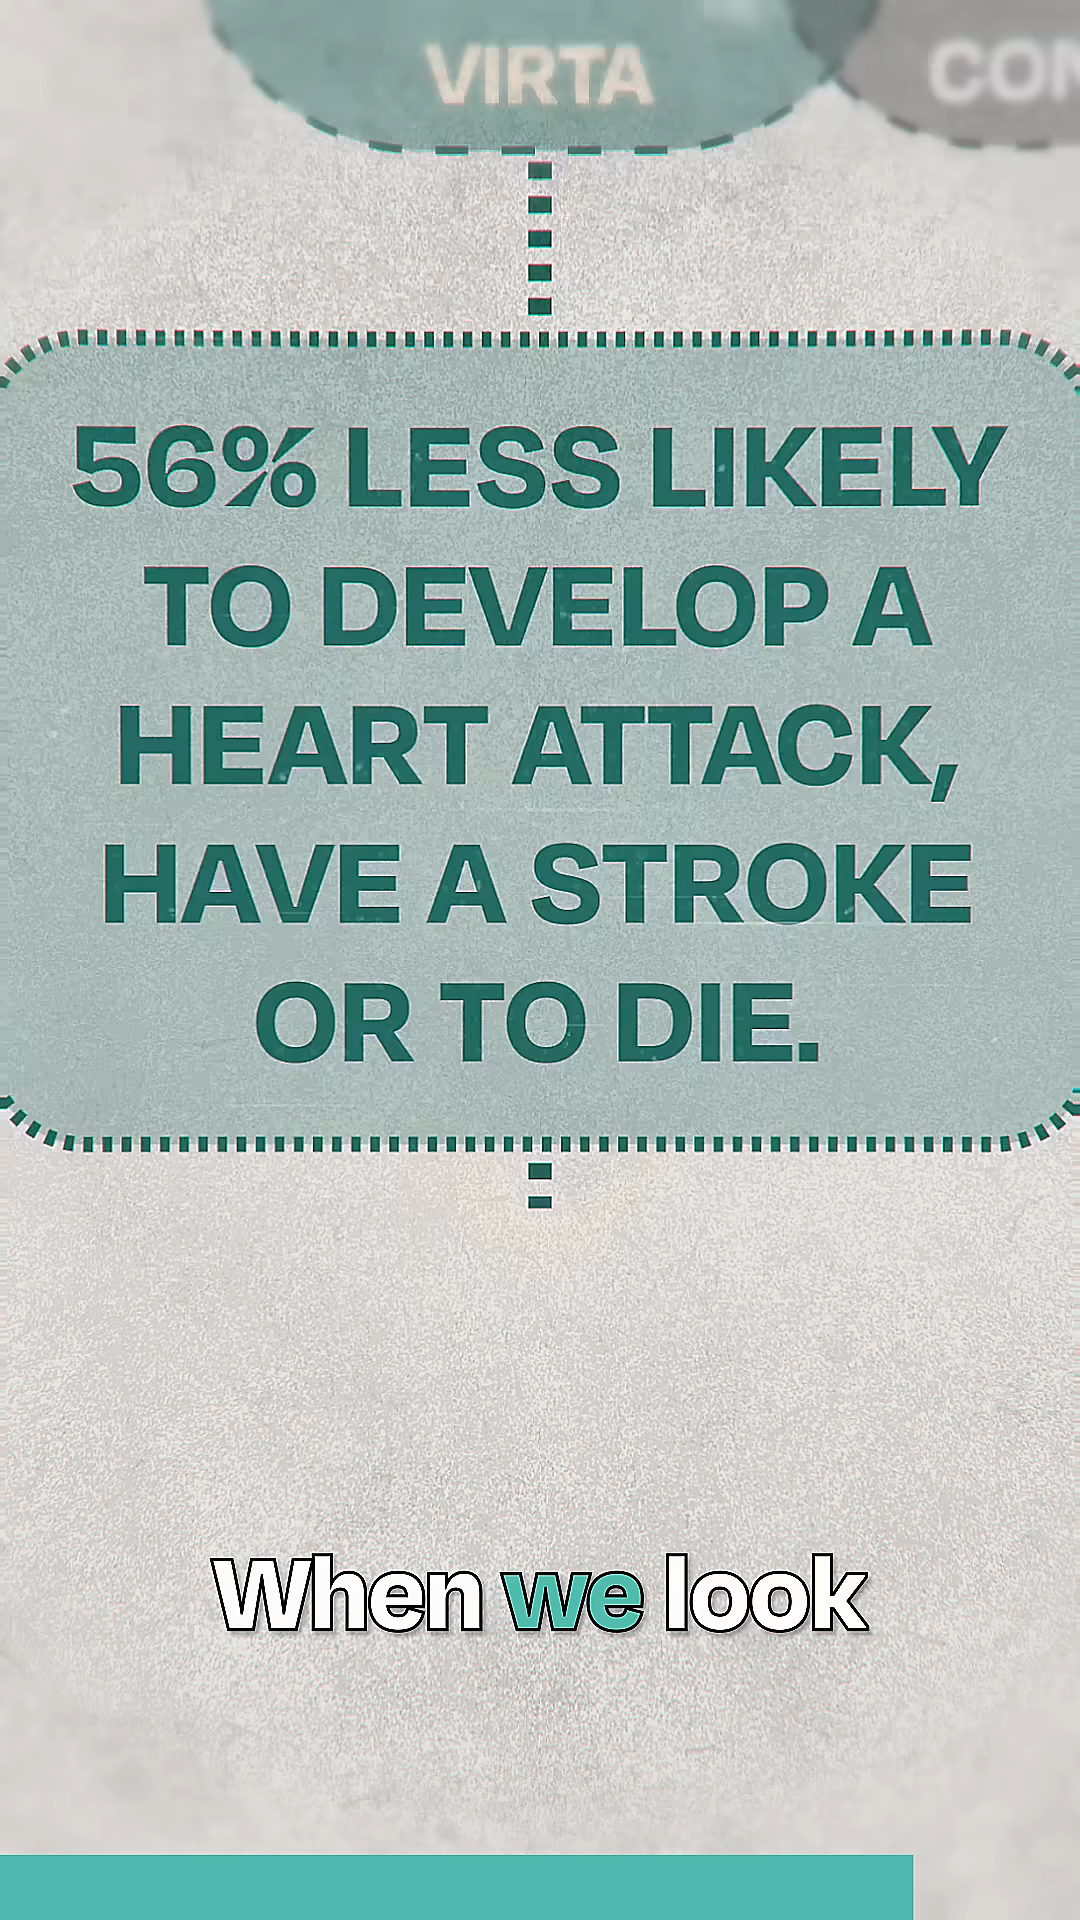 VIRTA
56% LESS LIKELY
TO DEVELOP A
HEART ATTACK,
HAVE A STROKE
OR TO DIE.
When we look